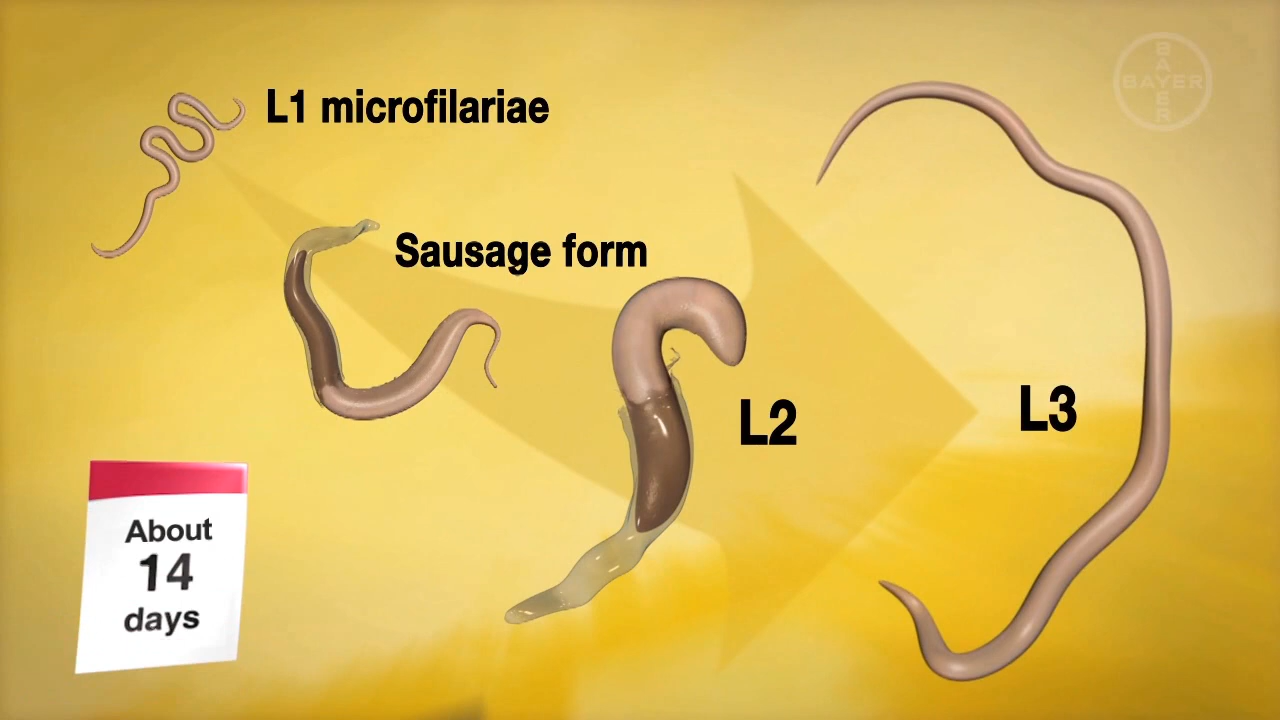 BAYER
BAYER
L1 microfilariae
Sausage form
L2
L3
About
14
days